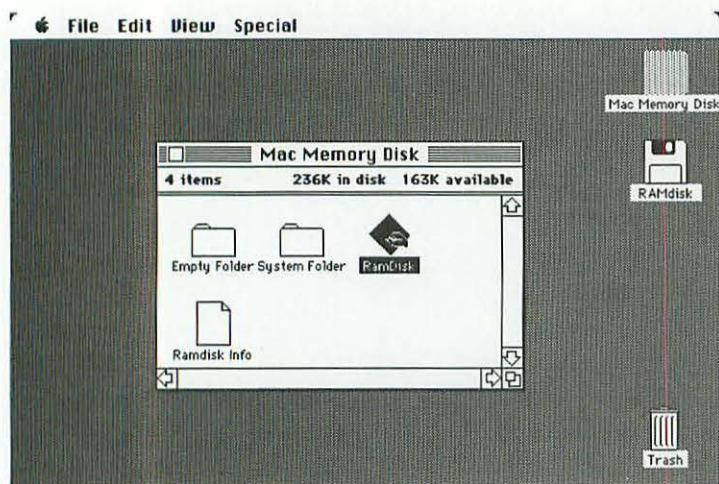 File Edit View Special
Mac Memory Disk
Mac Memory Disk
4 items 236K in disk 163K available
RAMdisk
Empty Folder System Folder RamDisk
Ramdisk Info
Trash